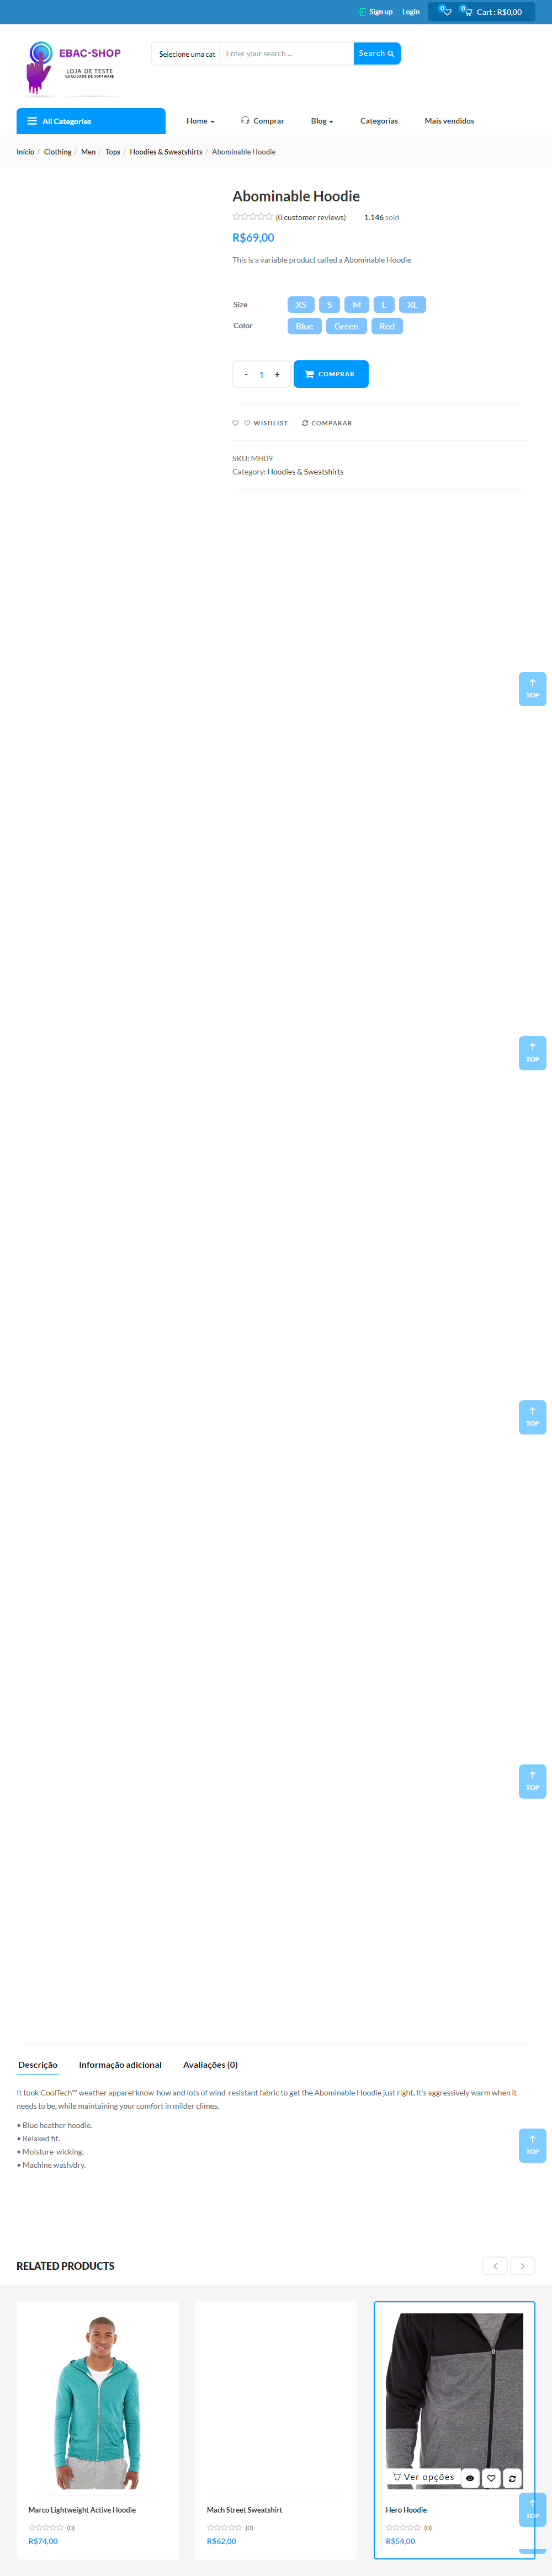 Sign up Login 0 0 Cart : R$0,00
EBAC-SHOP
LOJA DE TESTE
QUALIDADE DE SOFTWARE
Selecione uma cat Enter your search ... Search
All Categories Home Comprar Blog Categorias Mais vendidos
Início / Clothing / Men / Tops / Hoodies & Sweatshirts / Abominable Hoodie
Abominable Hoodie
(0 customer reviews) 1.146 sold
R$69,00
This is a variable product called a Abominable Hoodie
Size XS S M L XL
Color Blue Green Red
- 1 + COMPRAR
WISHLIST COMPARAR
SKU: MH09
Category: Hoodies & Sweatshirts
TOP
TOP
TOP
TOP
Descrição Informação adicional Avaliações (0)
It took CoolTech™ weather apparel know-how and lots of wind-resistant fabric to get the Abominable Hoodie just right. It's aggressively warm when it
needs to be, while maintaining your comfort in milder climes.
• Blue heather hoodie.
• Relaxed fit.
• Moisture-wicking.
• Machine wash/dry.
TOP
RELATED PRODUCTS
Ver opções
Marco Lightweight Active Hoodie
(0)
R$74,00
Mach Street Sweatshirt
(0)
R$62,00
Hero Hoodie
(0)
R$54,00
TOP